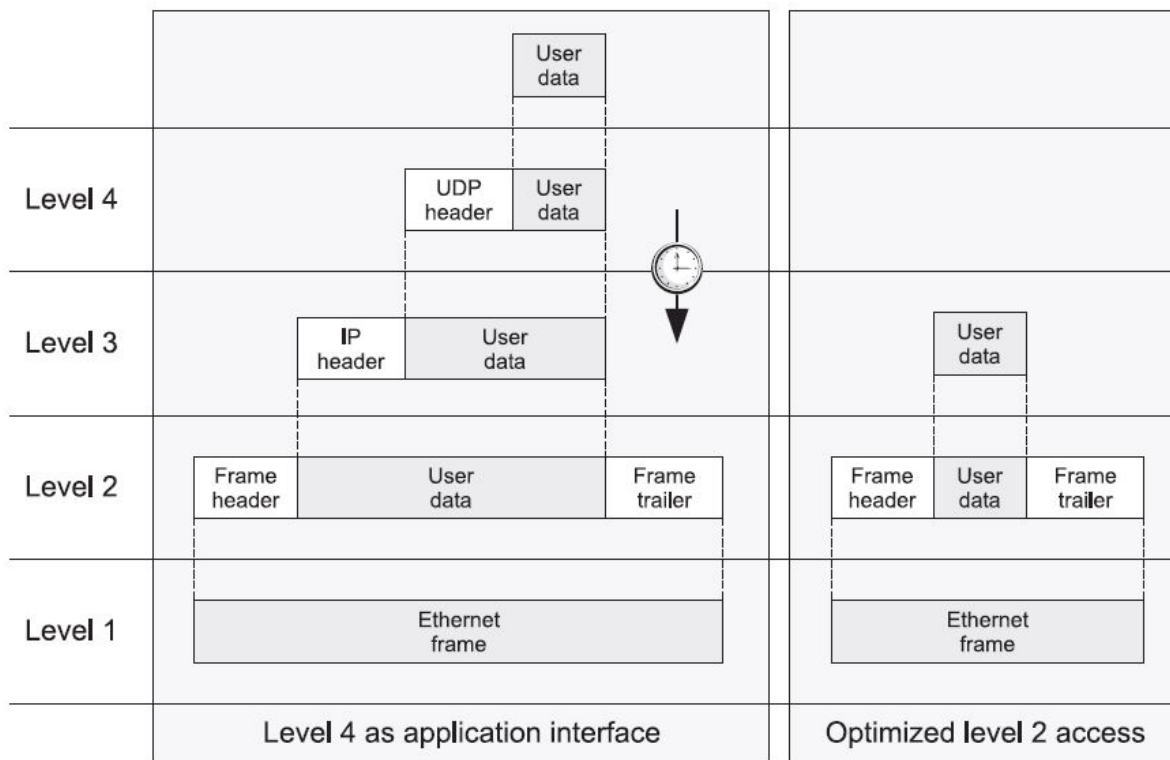 User
data
Level 4
UDP
header
User
data
Level 3
IP
header
User
data
User
data
Level 2
Frame
header
User
data
Frame
trailer
Frame
header
User
data
Frame
trailer
Level 1
Ethernet
frame
Ethernet
frame
Level 4 as application interface
Optimized level 2 access